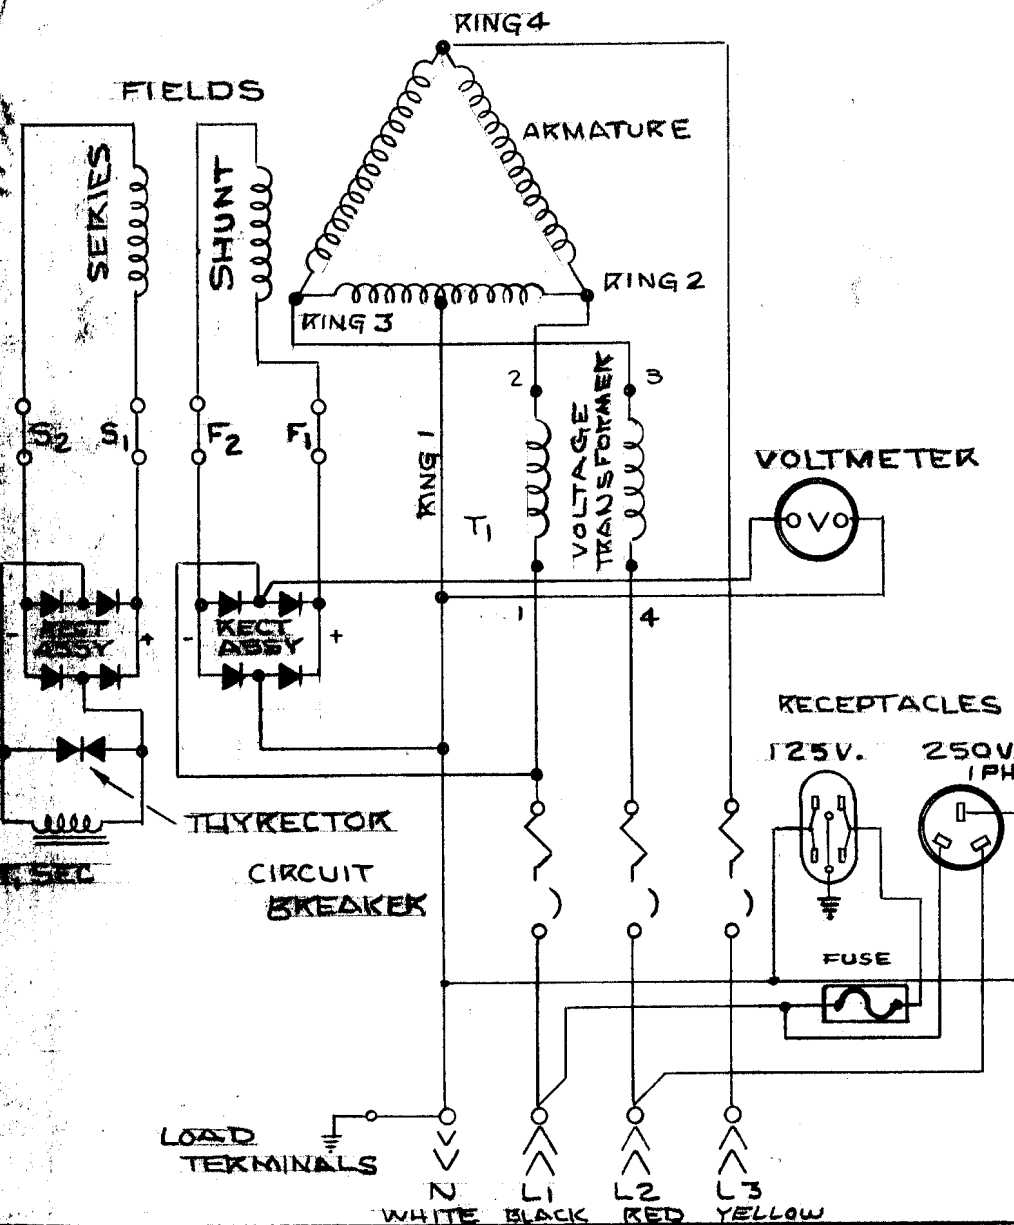 RING 4
FIELDS
ARMATURE
SERIES
SHUNT
RING 2
RING 3
2
3
VOLTAGE
TRANSFORMER
S2
S1
F2
F1
RING 1
T1
VOLTMETER
V
1
4
-
RECT
ASSY
+
-
RECT
ASSY
+
RECEPTACLES
125V.
250V
1PH
THYRECTOR
SEC
CIRCUIT
BREAKER
FUSE
LOAD
TERMINALS
N
L1
L2
L3
WHITE
BLACK
RED
YELLOW